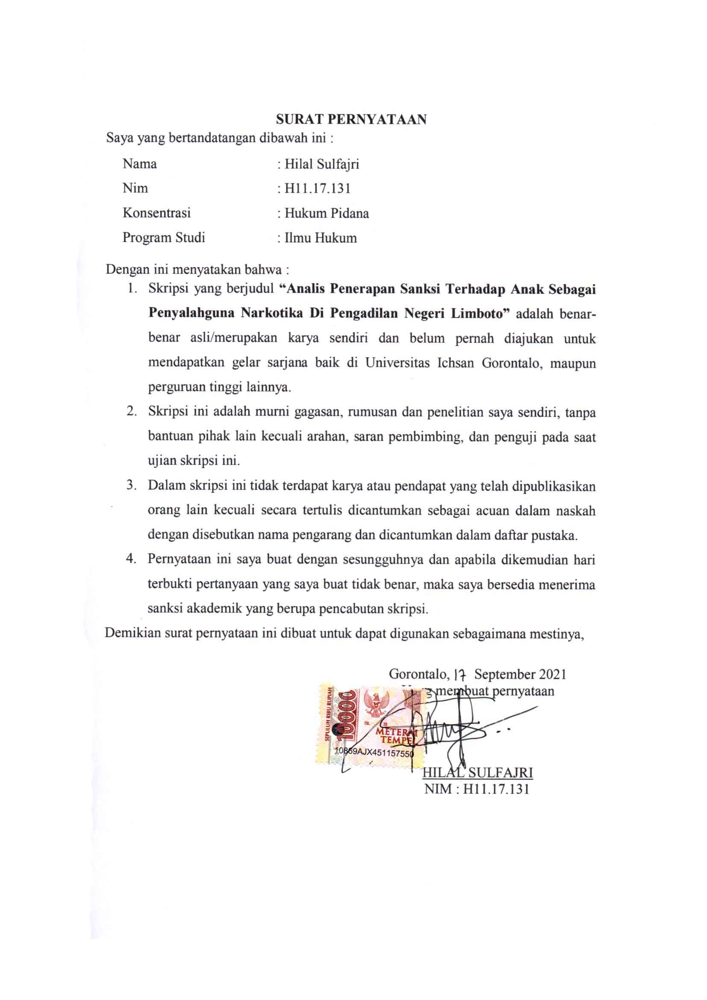 SURAT PERNYATAAN
Saya yang bertandatangan dibawah ini :
Nama : Hilal Sulfajri
Nim : H11.17.131
Konsentrasi : Hukum Pidana
Program Studi : Ilmu Hukum
Dengan ini menyatakan bahwa :
1. Skripsi yang berjudul “Analis Penerapan Sanksi Terhadap Anak Sebagai
Penyalahguna Narkotika Di Pengadilan Negeri Limboto” adalah benar-
benar asli/merupakan karya sendiri dan belum pernah diajukan untuk
mendapatkan gelar sarjana baik di Universitas Ichsan Gorontalo, maupun
perguruan tinggi lainnya.
2. Skripsi ini adalah murni gagasan, rumusan dan penelitian saya sendiri, tanpa
bantuan pihak lain kecuali arahan, saran pembimbing, dan penguji pada saat
ujian skripsi ini.
3. Dalam skripsi ini tidak terdapat karya atau pendapat yang telah dipublikasikan
orang lain kecuali secara tertulis dicantumkan sebagai acuan dalam naskah
dengan disebutkan nama pengarang dan dicantumkan dalam daftar pustaka.
4. Pernyataan ini saya buat dengan sesungguhnya dan apabila dikemudian hari
terbukti pertanyaan yang saya buat tidak benar, maka saya bersedia menerima
sanksi akademik yang berupa pencabutan skripsi.
Demikian surat pernyataan ini dibuat untuk dapat digunakan sebagaimana mestinya,
Gorontalo, 17 September 2021
membuat pernyataan
SEPULUH RIBU RUPIAH
10000
TGL. 20
METERAI
TEMPEL
10869AJX451157550
HILAL SULFAJRI
NIM : H11.17.131